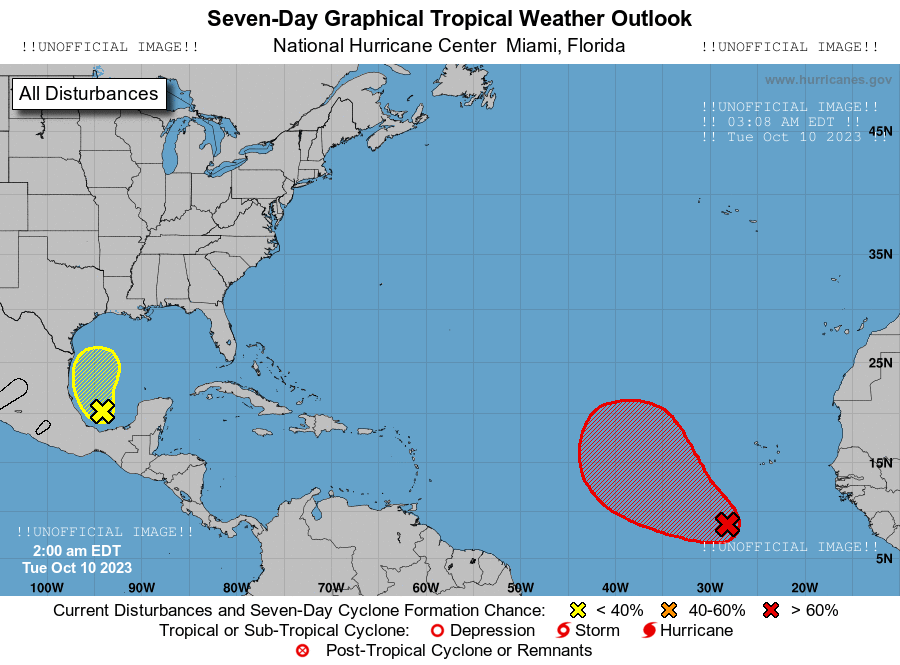 Seven-Day Graphical Tropical Weather Outlook
!!UNOFFICIAL IMAGE!! National Hurricane Center Miami, Florida !!UNOFFICIAL IMAGE!!
www.hurricanes.gov
All Disturbances
!!UNOFFICIAL IMAGE!!
!! 03:08 AM EDT !!
45N
!! Tue Oct 10 2023 !!
35N
25N
15N
!!UNOFFICIAL IMAGE!!
!!UNOFFICIAL IMAGE!!
2:00 am EDT
5N
Tue Oct 10 2023
100W 90W 80W 70W 60W 50W 40W 30W 20W
Current Disturbances and Seven-Day Cyclone Formation Chance: < 40% 40-60% > 60%
Tropical or Sub-Tropical Cyclone: Depression Storm Hurricane
Post-Tropical Cyclone or Remnants